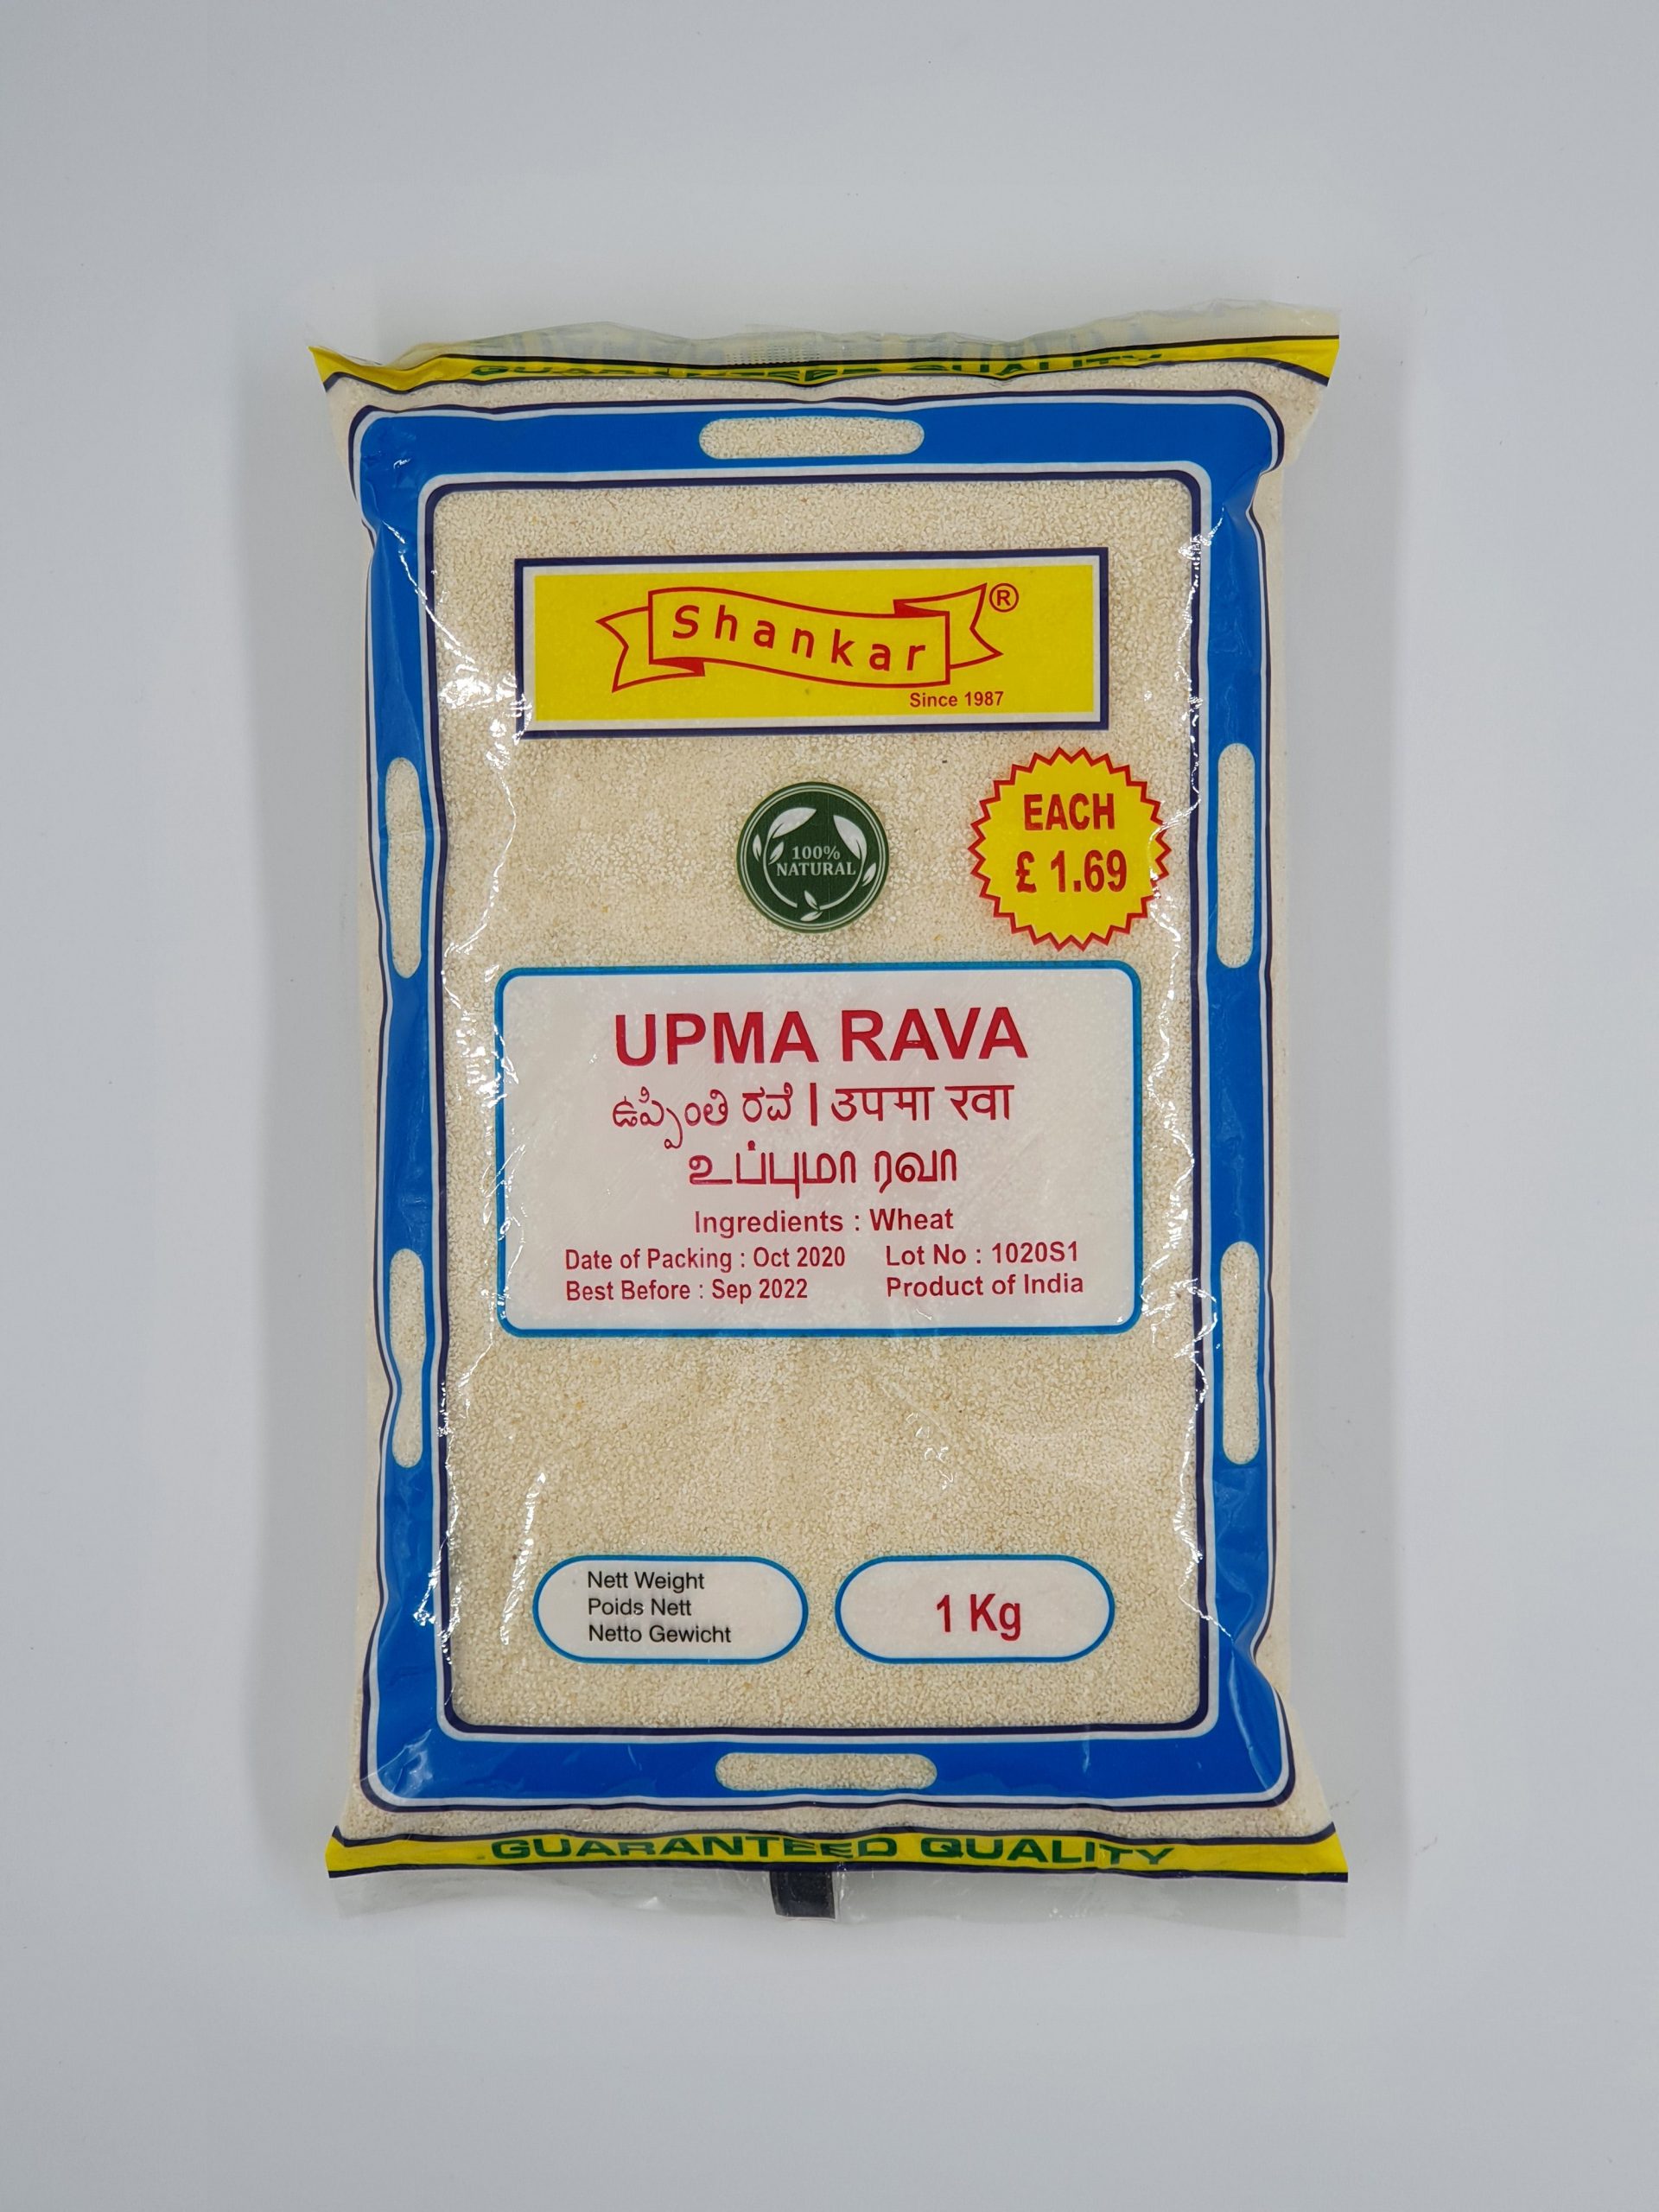 GUARANTEED QUALITY
Shankar ®
Since 1987
100%
NATURAL
EACH
£ 1.69
UPMA RAVA
ఉప్పింతి రవే | उपमा रवा
உப்புமா ரவா
Ingredients : Wheat
Date of Packing : Oct 2020 Lot No : 1020S1
Best Before : Sep 2022 Product of India
Nett Weight
Poids Nett
Netto Gewicht
1 Kg
GUARANTEED QUALITY